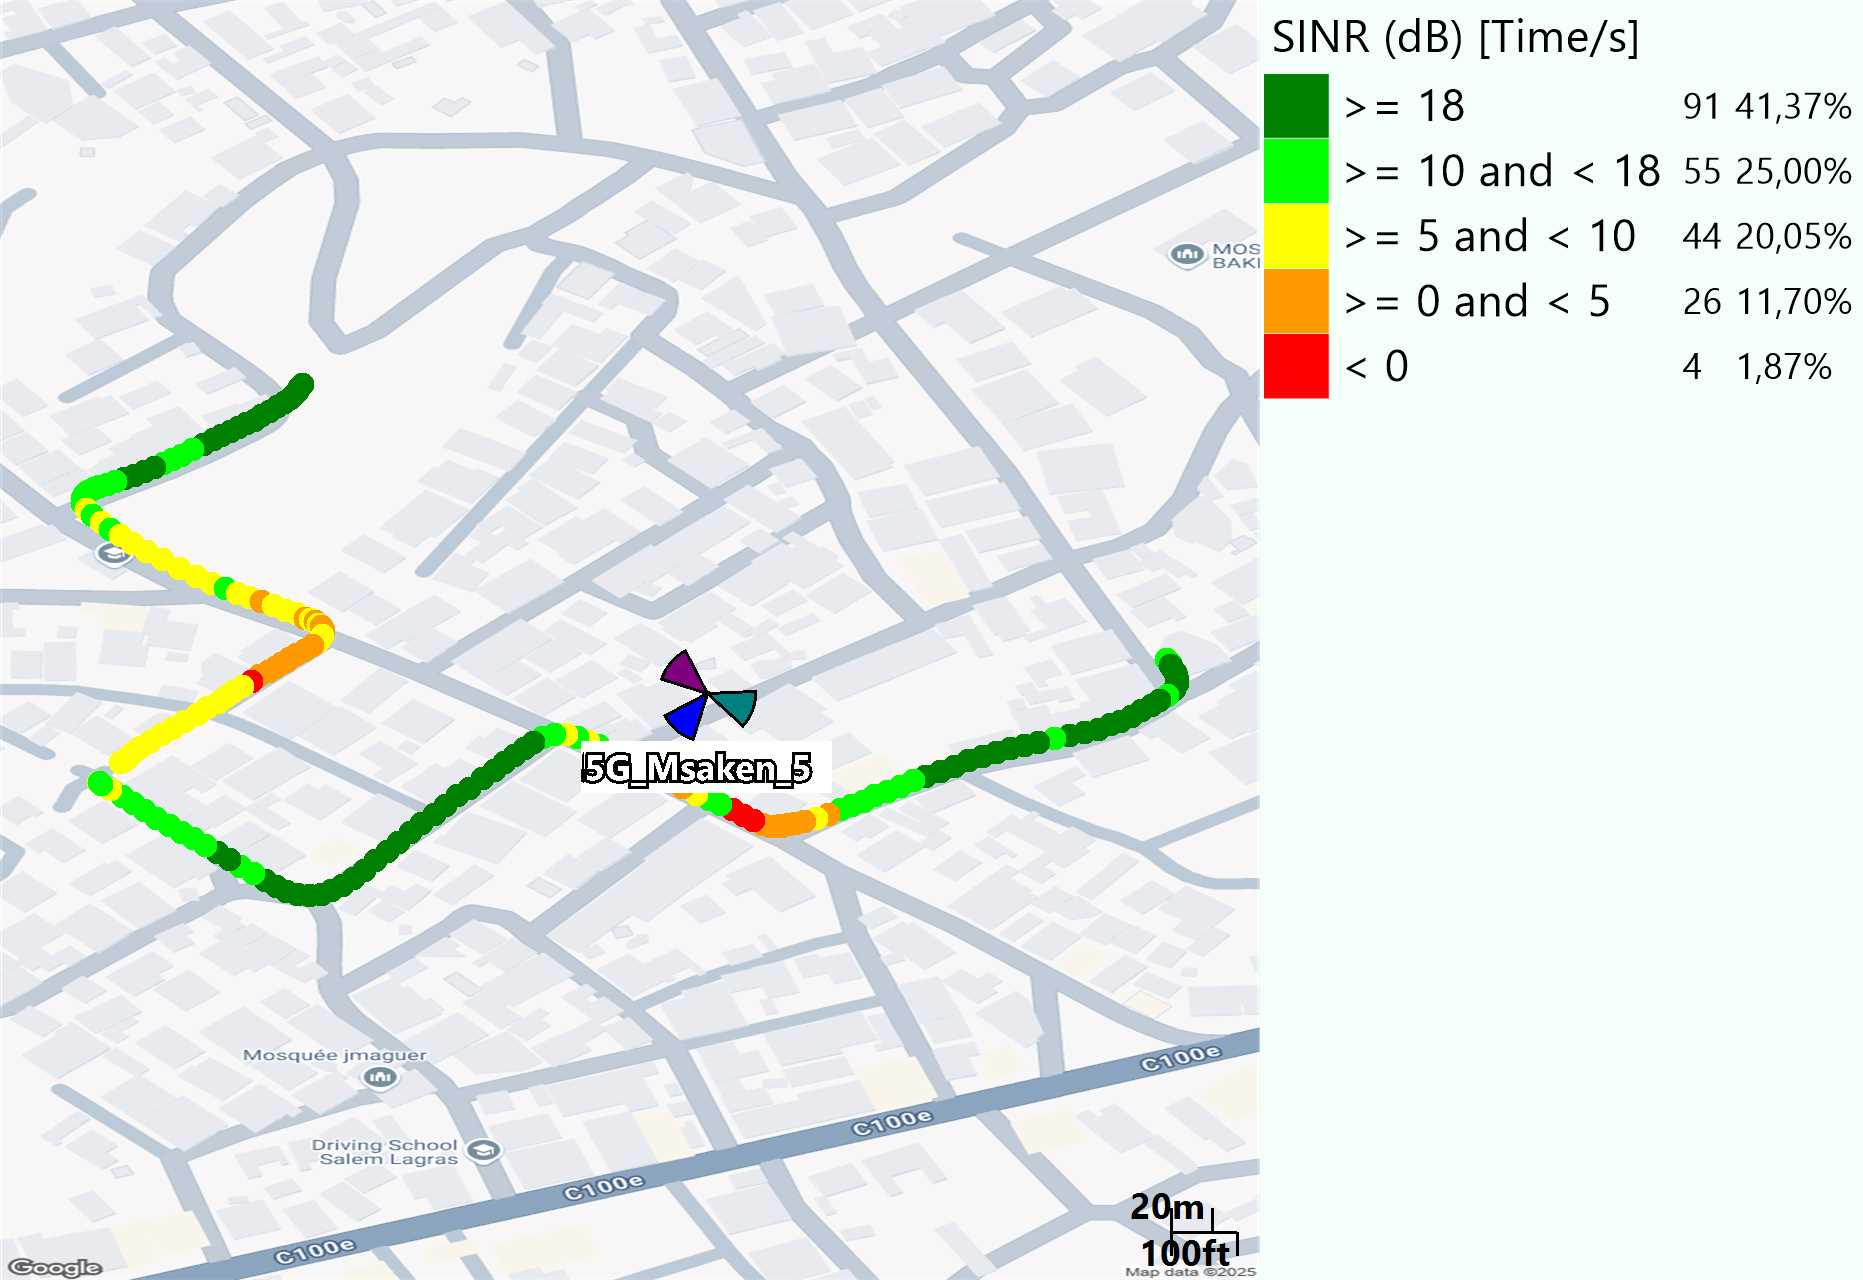 SINR (dB) [Time/s]
>= 18 91 41,37%
>= 10 and < 18 55 25,00%
>= 5 and < 10 44 20,05%
>= 0 and < 5 26 11,70%
< 0 4 1,87%
MOS
BAKI
5G_Msaken_5
Mosquée jmaguer
Driving School
Salem Lagras
C100e
C100e
C100e
C100e
20m
100ft
Google
Map data ©2025